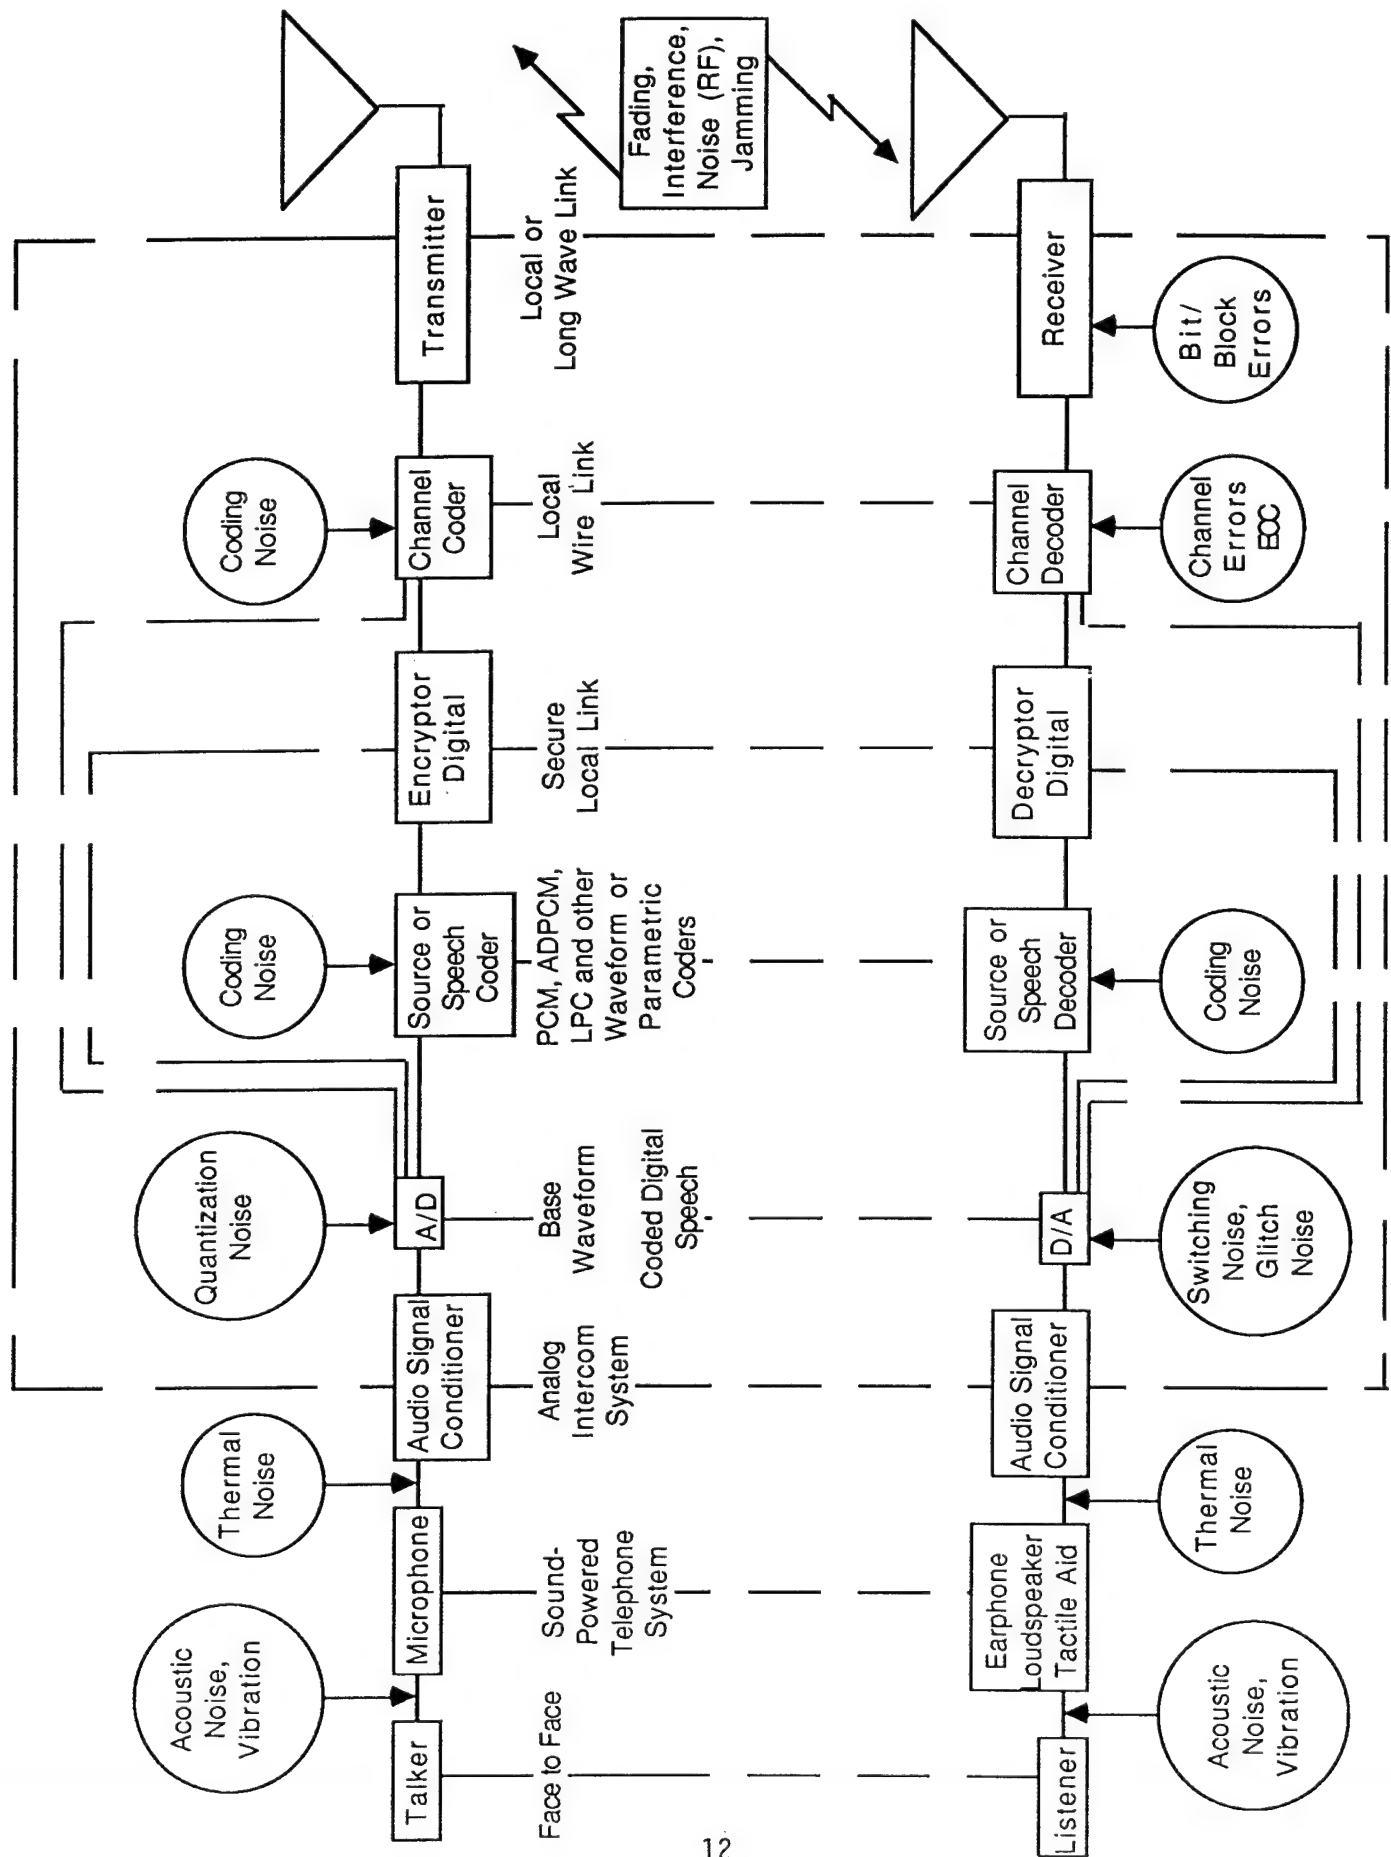 Acoustic
Noise,
Vibration
Thermal
Noise
Quantization
Noise
Coding
Noise
Coding
Noise
Talker
Microphone
Audio Signal
Conditioner
A/D
Source or
Speech
Coder
Encryptor
Digital
Channel
Coder
Transmitter
Face to Face
Sound-
Powered
Telephone
System
Analog
Intercom
System
Base
Waveform
Coded Digital
Speech
PCM, ADPCM,
LPC and other
Waveform or
Parametric
Coders
Secure
Local Link
Local
Wire Link
Local or
Long Wave Link
Fading,
Interference,
Noise (RF),
Jamming
Listener
Earphone
Loudspeaker
Tactile Aid
Audio Signal
Conditioner
D/A
Source or
Speech
Decoder
Decryptor
Digital
Channel
Decoder
Receiver
Acoustic
Noise,
Vibration
Thermal
Noise
Switching
Noise,
Glitch
Noise
Coding
Noise
Channel
Errors
EOC
Bit/
Block
Errors
12